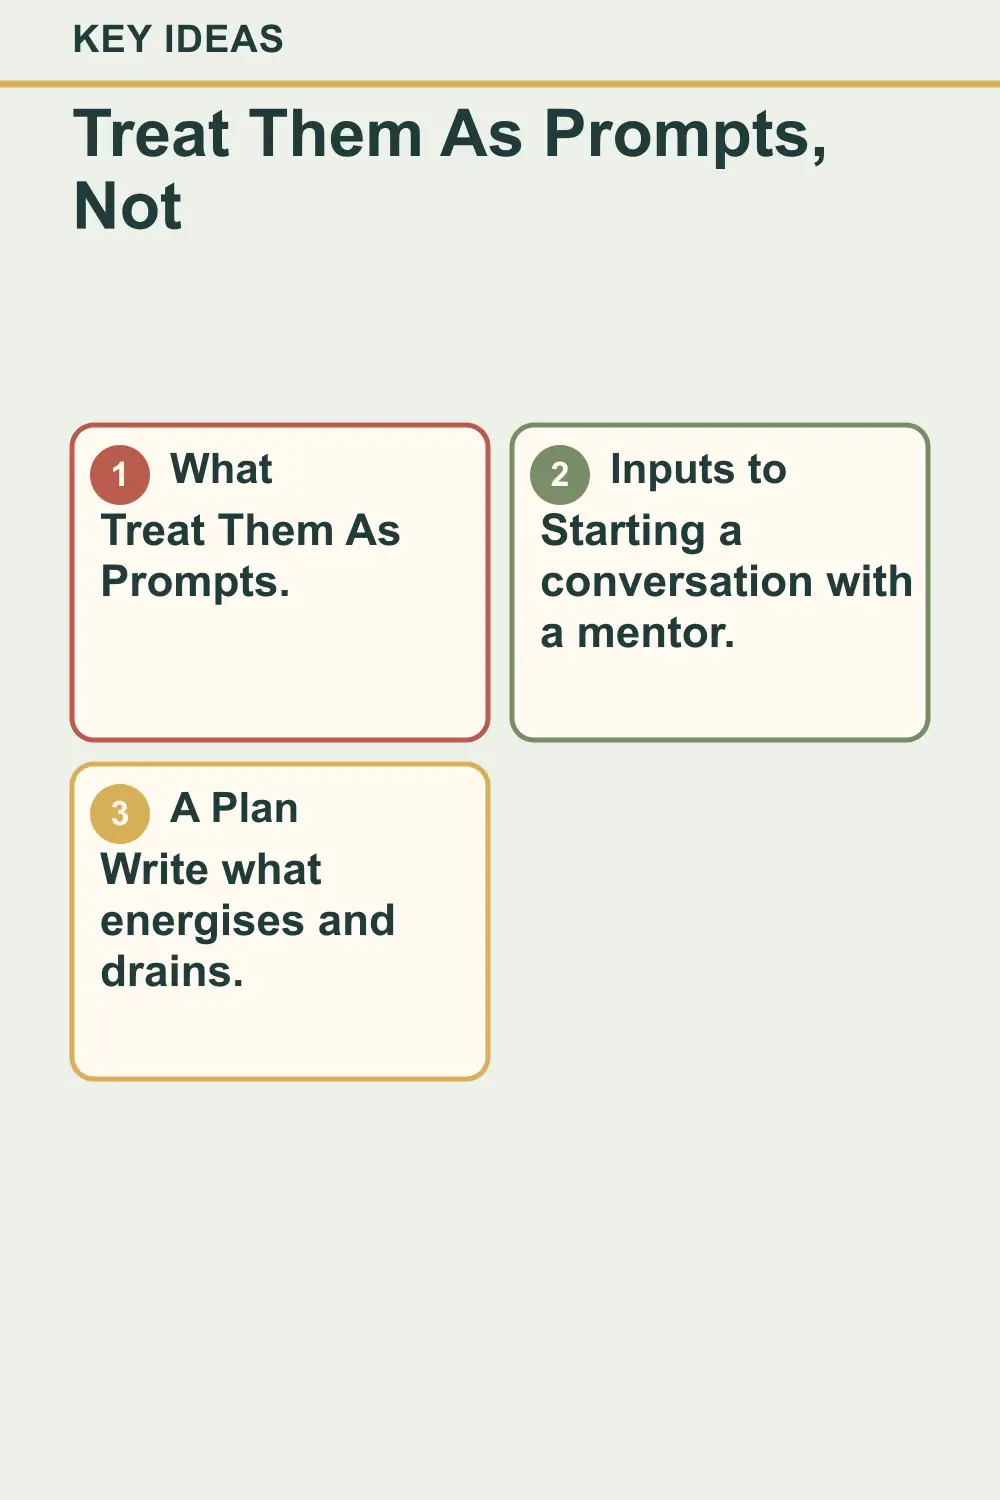 KEY IDEAS
Treat Them As Prompts,
Not
1 What
Treat Them As
Prompts.
2 Inputs to
Starting a
conversation with
a mentor.
3 A Plan
Write what
energises and
drains.